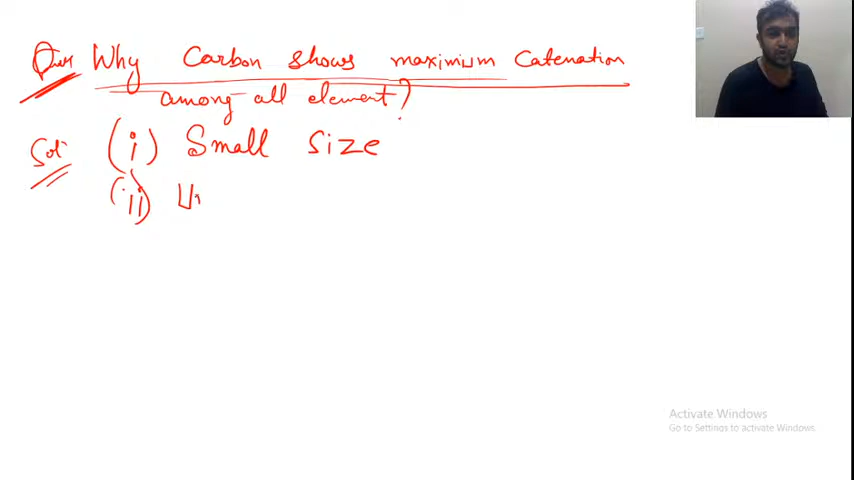 Ques Why Carbon shows maximum Catenation
among all element?
Sol (i) Small size
(ii)
Activate Windows
Go to Settings to activate Windows.